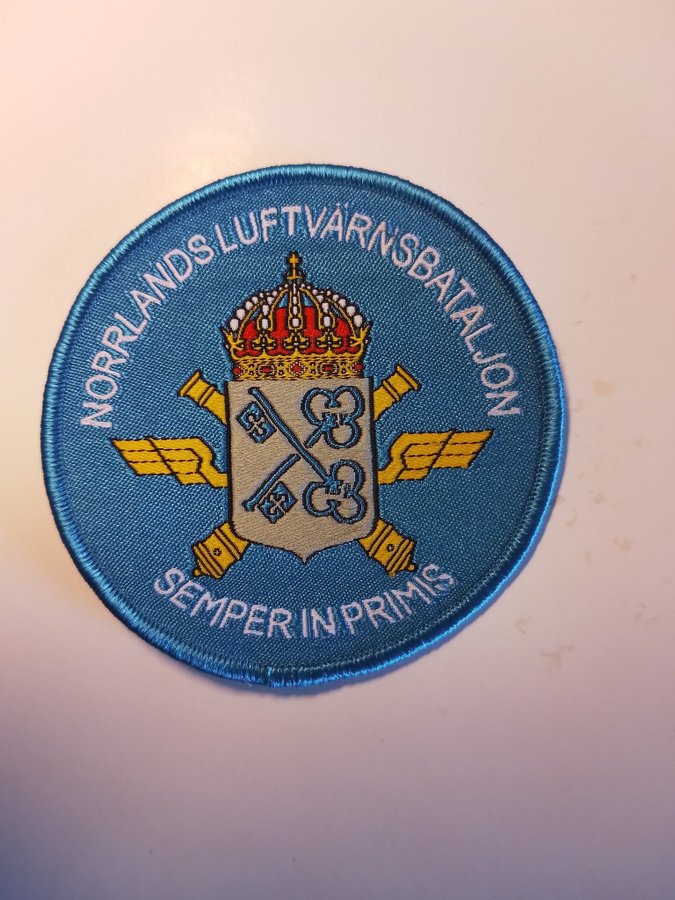 NORRLANDS LUFTVÄRNSBATALJON
SEMPER IN PRIMIS